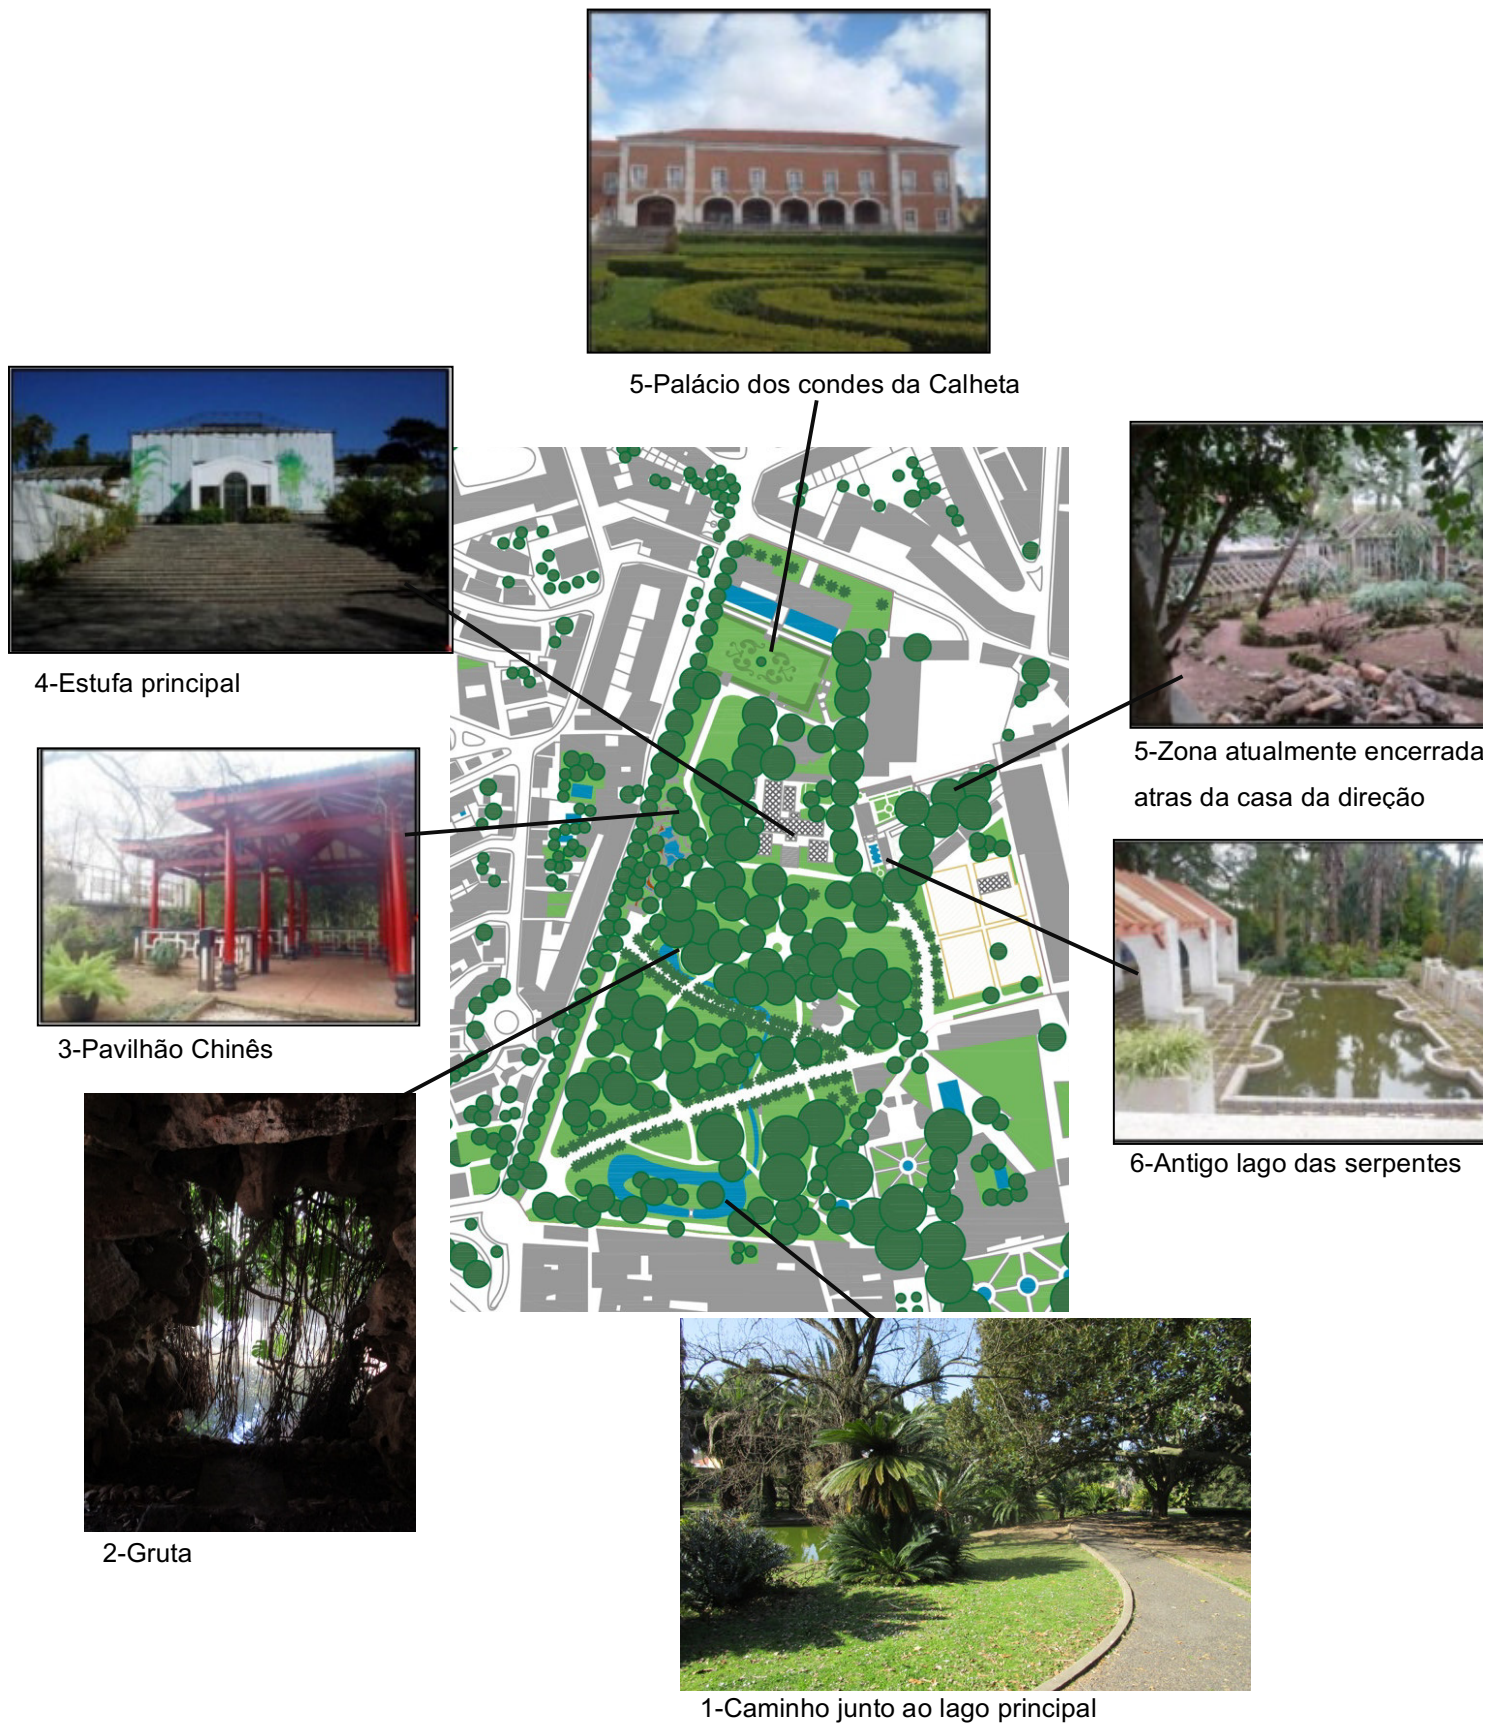 5-Palácio dos condes da Calheta
4-Estufa principal
5-Zona atualmente encerrada
atras da casa da direção
3-Pavilhão Chinês
6-Antigo lago das serpentes
2-Gruta
1-Caminho junto ao lago principal